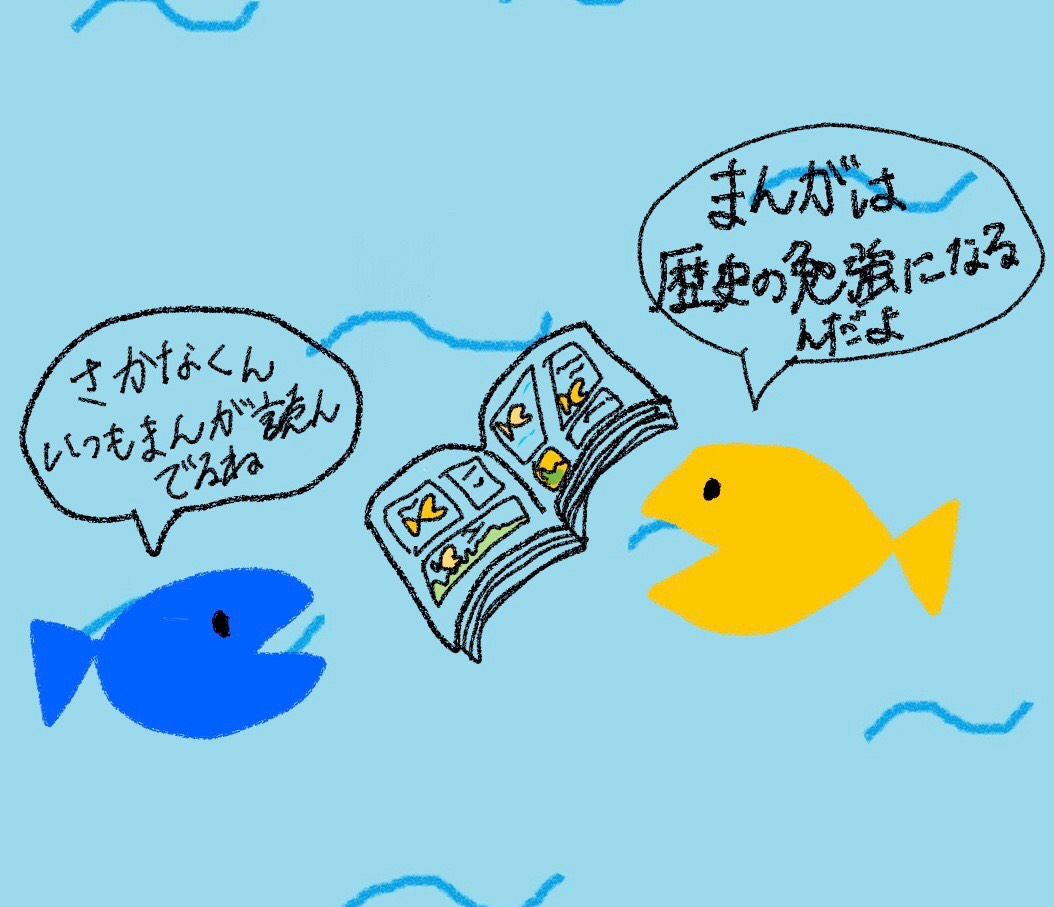 さかなくん
いつもまんが読ん
でるね
まんがは
歴史の勉強になる
んだよ